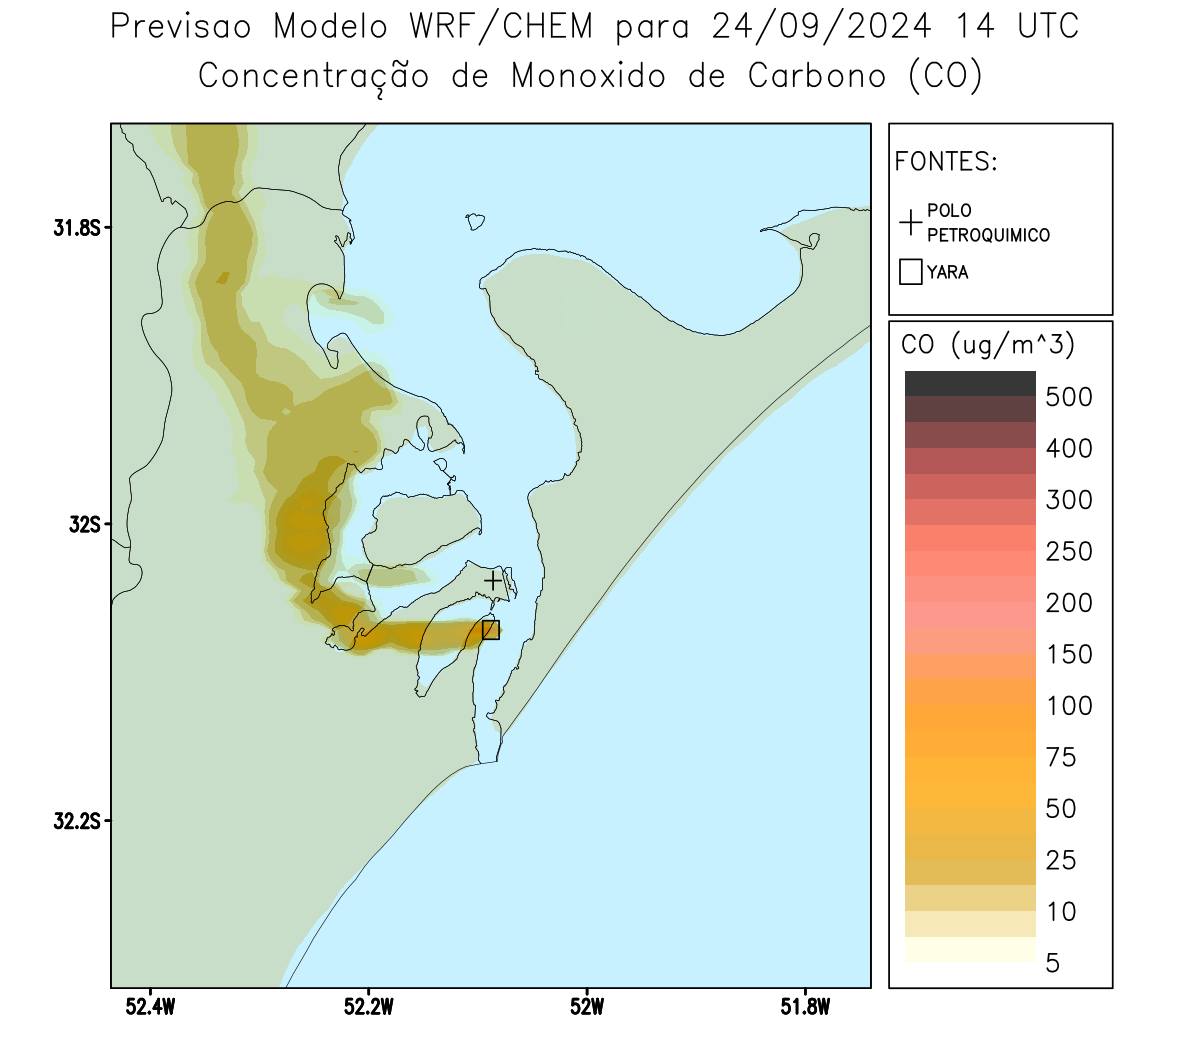 Previsao Modelo WRF/CHEM para 24/09/2024 14 UTC
Concentração de Monoxido de Carbono (CO)
FONTES:
POLO
PETROQUIMICO
YARA
CO (ug/m^3)
500
400
300
250
200
150
100
75
50
25
10
5
31.8S
32S
32.2S
52.4W
52.2W
52W
51.8W